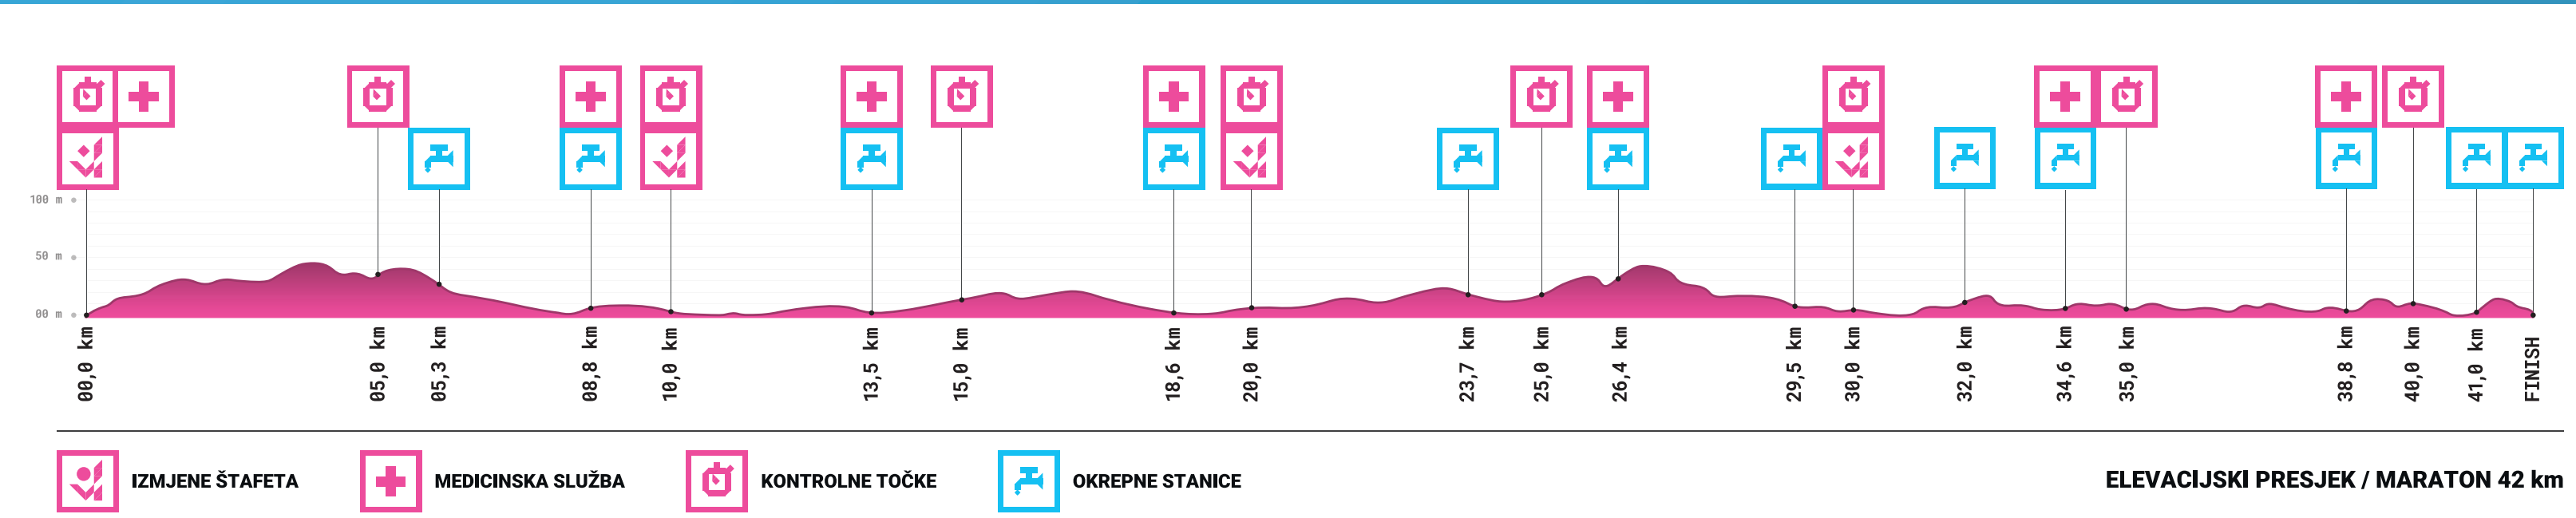 100 m
50 m
00 m
00,0 km
05,0 km
05,3 km
08,8 km
10,0 km
13,5 km
15,0 km
18,6 km
20,0 km
23,7 km
25,0 km
26,4 km
29,5 km
30,0 km
32,0 km
34,6 km
35,0 km
38,8 km
40,0 km
41,0 km
FINISH
IZMJENE ŠTAFETA
MEDICINSKA SLUŽBA
KONTROLNE TOČKE
OKREPNE STANICE
ELEVACIJSKI PRESJEK / MARATON 42 km